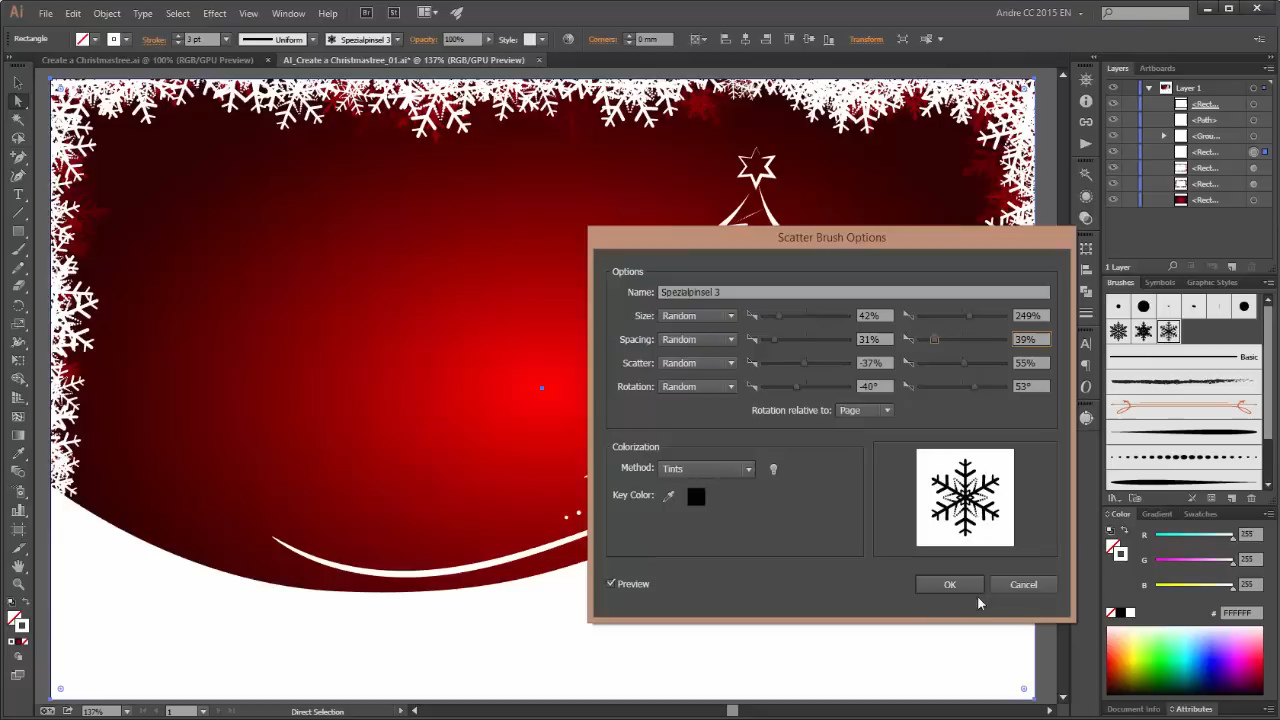 Ai File Edit Object Type Select Effect View Window Help Br St Andre CC 2015 EN
Rectangle Stroke: 3 pt Uniform Spezialpinsel 3 Opacity: 100% Style: Corners: 0 mm Transform
Create a Christmastree.ai @ 100% (RGB/GPU Preview) × AI_Create a Christmastree_01.ai* @ 137% (RGB/GPU Preview) ×
Layers Artboards
Layer 1
<Rect...
<Path>
<Grou...
<Rect...
<Rect...
<Rect...
<Rect...
1 Layer
Brushes Symbols Graphic Styles
Basic
Color Gradient Swatches
R 255
G 255
B 255
# FFFFFF
Document Info Attributes
Scatter Brush Options
Options
Name: Spezialpinsel 3
Size: Random 42% 249%
Spacing: Random 31% 39%
Scatter: Random -37% 55%
Rotation: Random -40° 53°
Rotation relative to: Page
Colorization
Method: Tints
Key Color:
Preview
OK Cancel
137% 1 Direct Selection